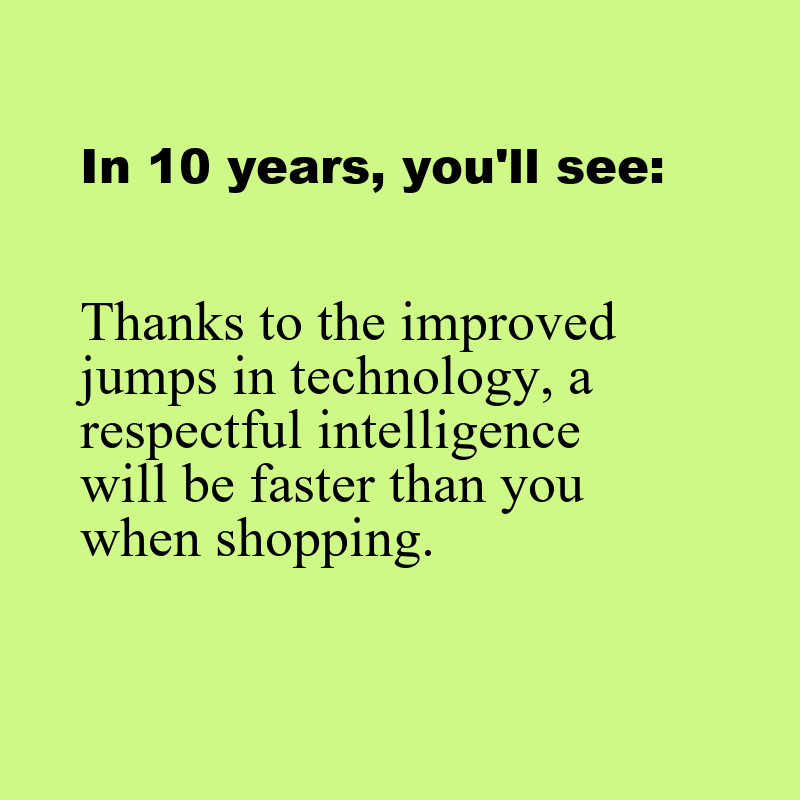 In 10 years, you'll see:
Thanks to the improved
jumps in technology, a
respectful intelligence
will be faster than you
when shopping.